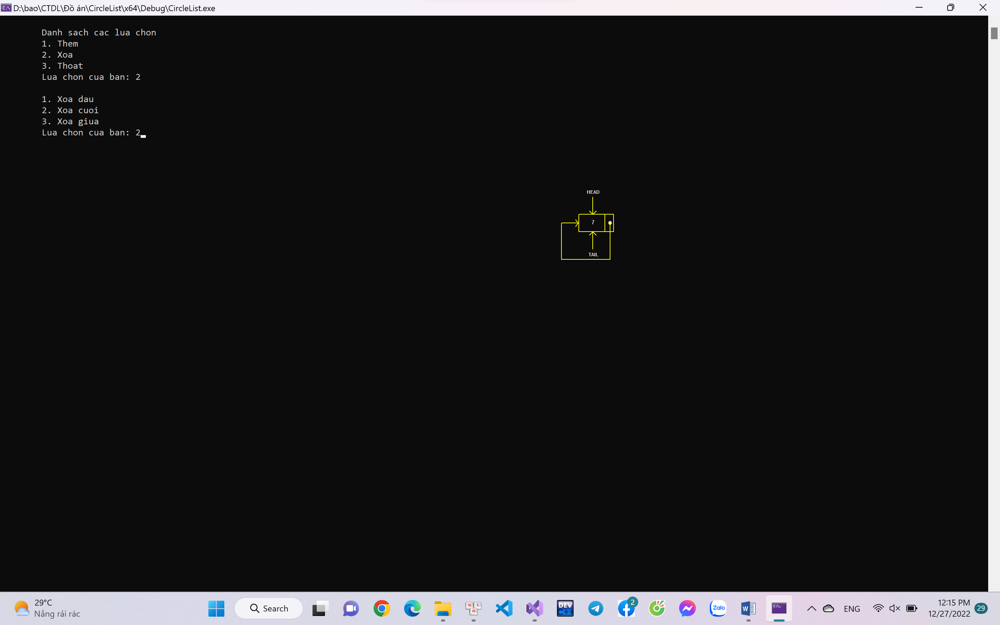 D:\bao\CTDL\Đồ án\CircleList\x64\Debug\CircleList.exe
Danh sach cac lua chon
1. Them
2. Xoa
3. Thoat
Lua chon cua ban: 2
1. Xoa dau
2. Xoa cuoi
3. Xoa giua
Lua chon cua ban: 2
HEAD
7
TAIL
29°C
Nắng rải rác
Search
DEV
C++
2
Zalo
W
ENG
12:15 PM
12/27/2022
29